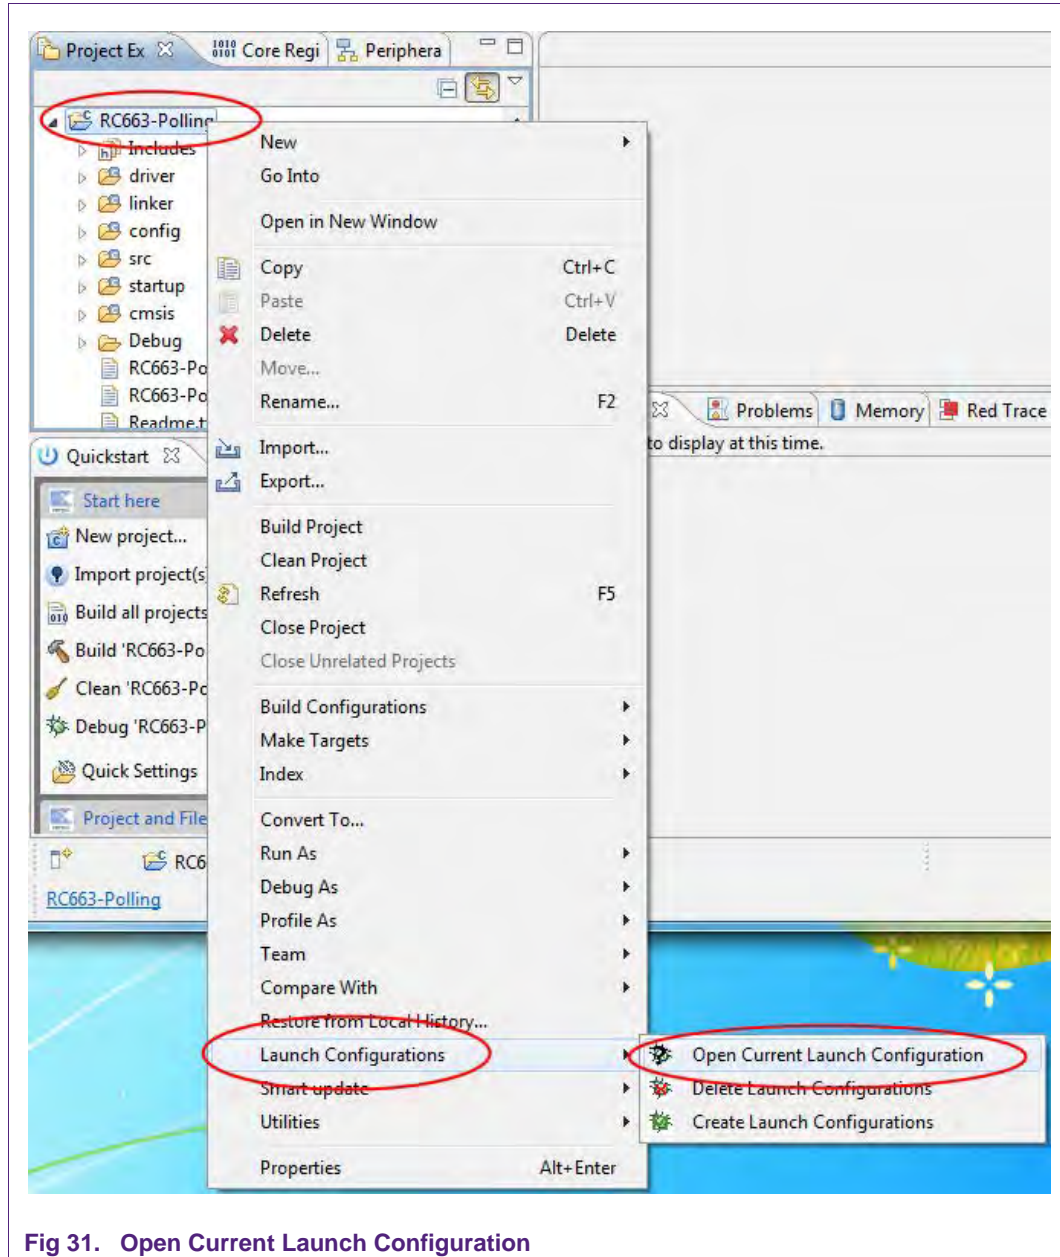 Project Ex
Core Regi
Periphera
RC663-Polling
Includes
driver
linker
config
src
startup
cmsis
Debug
RC663-Po
RC663-Po
Readme.t
New
Go Into
Open in New Window
Copy Ctrl+C
Paste Ctrl+V
Delete Delete
Move...
Rename... F2
Import...
Export...
Build Project
Clean Project
Refresh F5
Close Project
Close Unrelated Projects
Build Configurations
Make Targets
Index
Convert To...
Run As
Debug As
Profile As
Team
Compare With
Restore from Local History...
Launch Configurations
Smart update
Utilities
Properties Alt+Enter
Open Current Launch Configuration
Delete Launch Configurations
Create Launch Configurations
Problems
Memory
Red Trace
to display at this time.
Quickstart
Start here
New project...
Import project(s
Build all projects
Build 'RC663-Po
Clean 'RC663-Po
Debug 'RC663-P
Quick Settings
Project and File
RC6
RC663-Polling
Fig 31. Open Current Launch Configuration